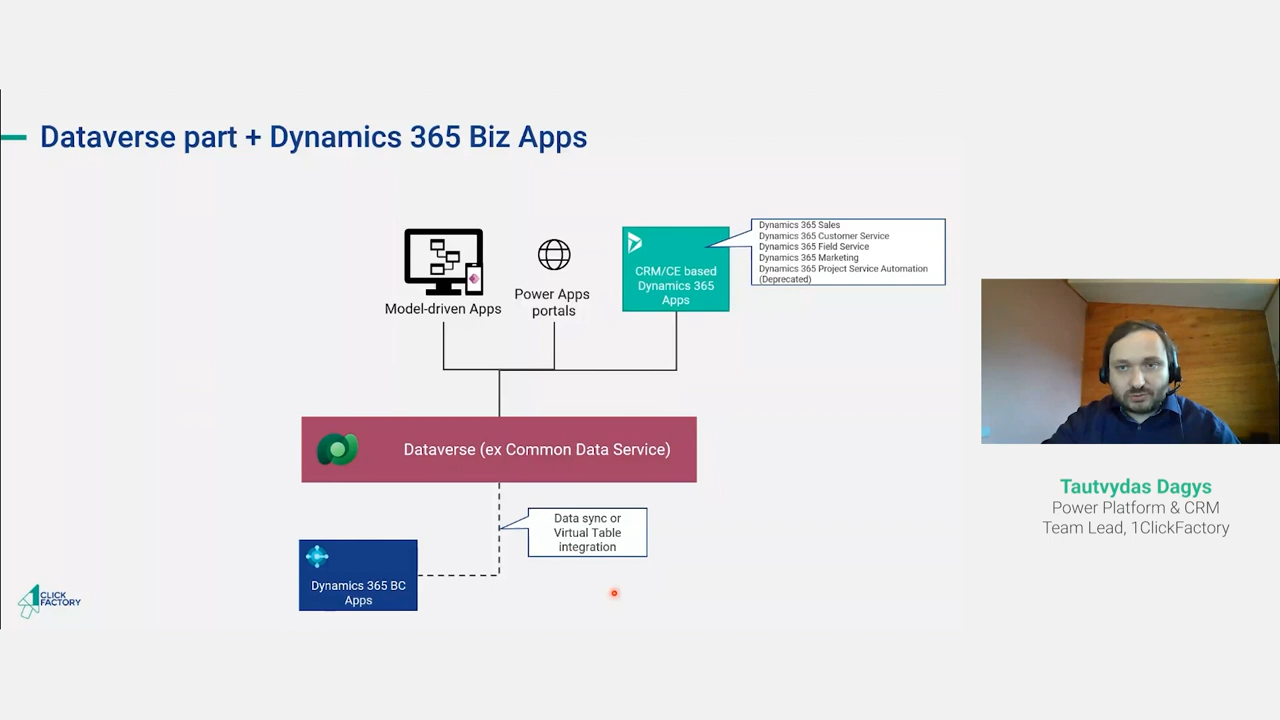 Dataverse part + Dynamics 365 Biz Apps
Model-driven Apps
Power Apps
portals
CRM/CE based
Dynamics 365
Apps
Dynamics 365 Sales
Dynamics 365 Customer Service
Dynamics 365 Field Service
Dynamics 365 Marketing
Dynamics 365 Project Service Automation
(Deprecated)
Dataverse (ex Common Data Service)
Data sync or
Virtual Table
integration
Dynamics 365 BC
Apps
1CLICK
FACTORY
Tautvydas Dagys
Power Platform & CRM
Team Lead, 1ClickFactory